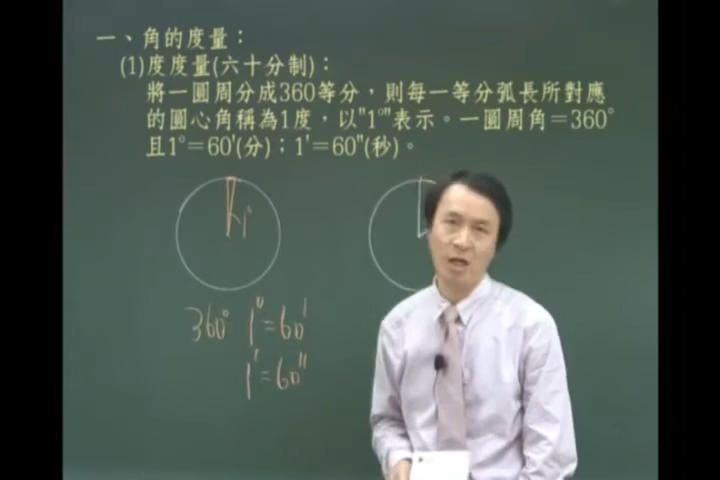 一、角的度量：
(1)度度量(六十分制)：
將一圓周分成360等分，則每一等分弧長所對應
的圓心角稱為1度，以"1°"表示。一圓周角＝360°
且1°＝60'(分)；1'＝60"(秒)。
1°
360° 1°=60'
1'=60"